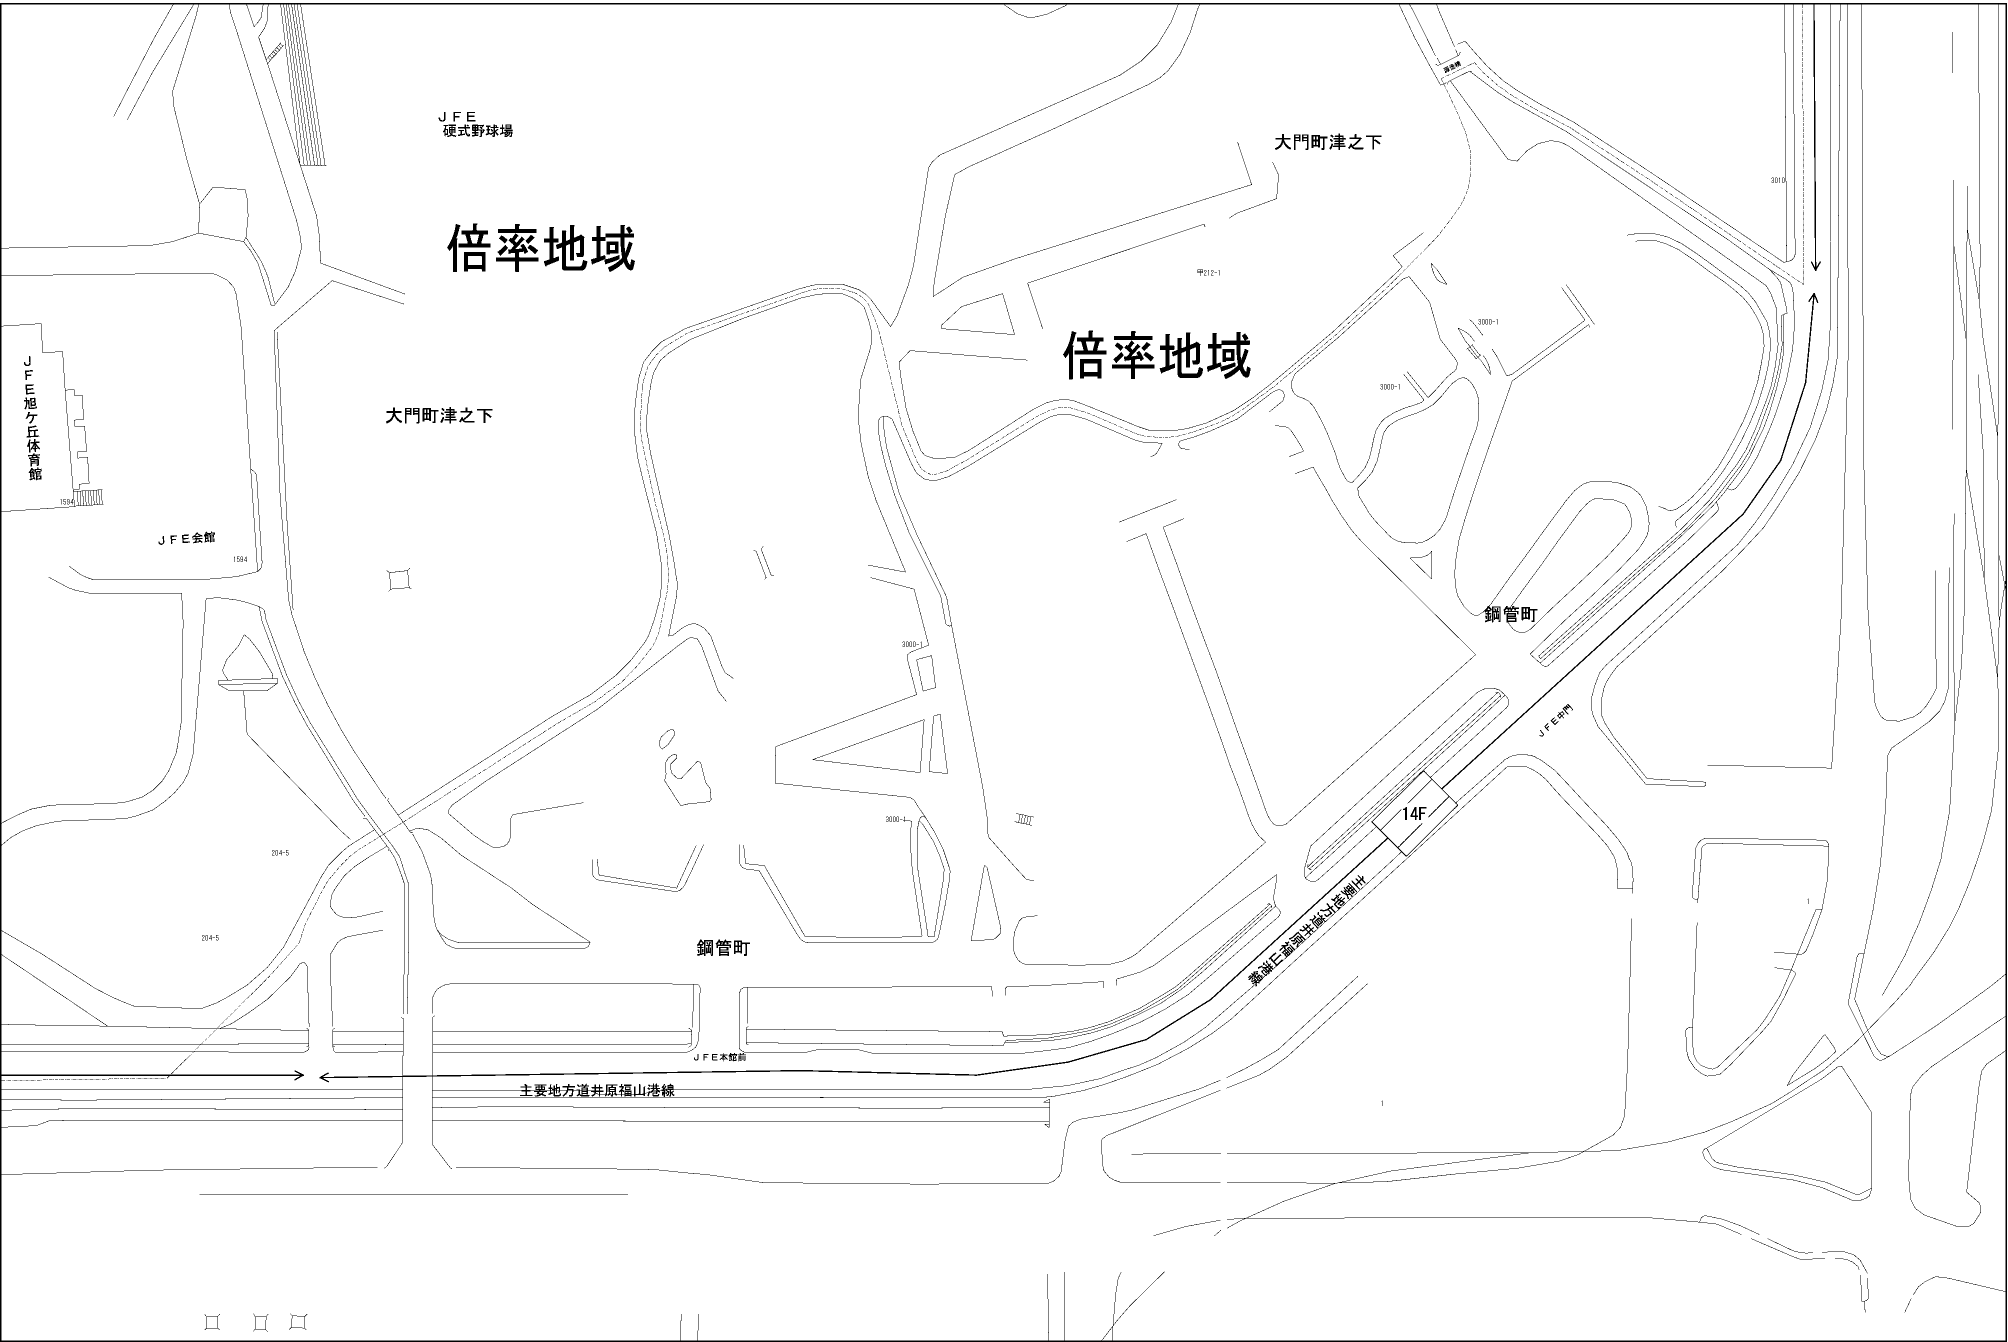 ＪＦＥ
硬式野球場
大門町津之下
3010
倍率地域
甲212-1
3000-1
倍率地域
3000-1
ＪＦＥ旭ケ丘体育館
大門町津之下
1594
ＪＦＥ会館
1594
鋼管町
3000-1
ＪＦＥ中門
14F
3000-1
204-5
主要地方道井原福山港線
1
204-5
鋼管町
ＪＦＥ本館前
主要地方道井原福山港線
1